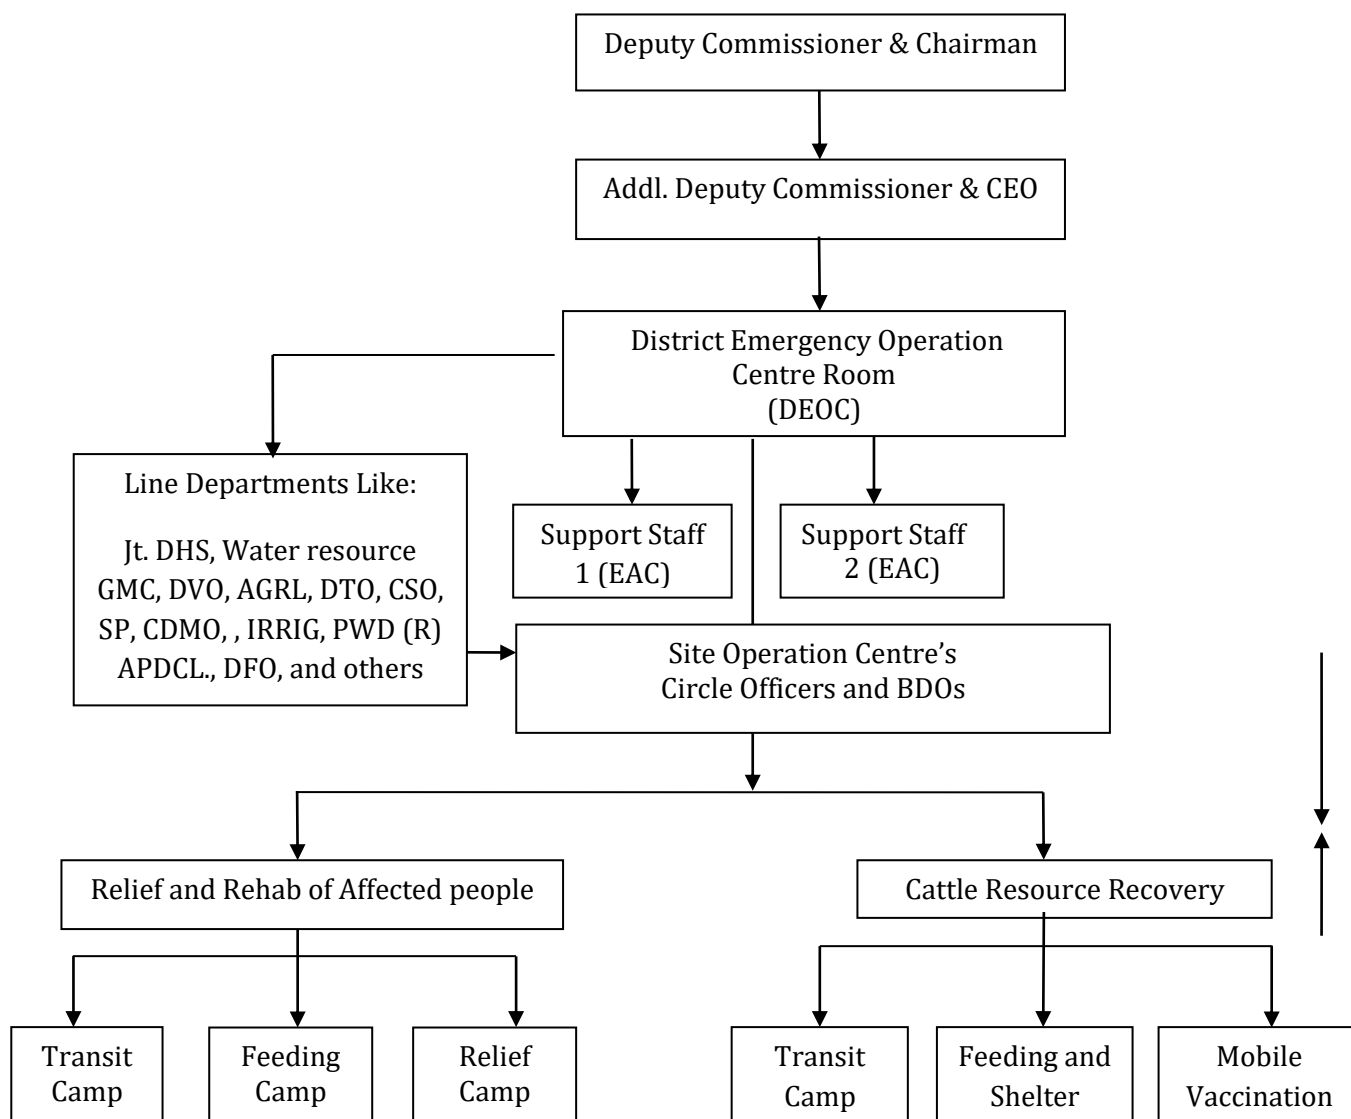 Deputy Commissioner & Chairman
Addl. Deputy Commissioner & CEO
District Emergency Operation
Centre Room
(DEOC)
Line Departments Like:
Jt. DHS, Water resource
GMC, DVO, AGRL, DTO, CSO,
SP, CDMO, , IRRIG, PWD (R)
APDCL., DFO, and others
Support Staff
1 (EAC)
Support Staff
2 (EAC)
Site Operation Centre’s
Circle Officers and BDOs
Relief and Rehab of Affected people
Cattle Resource Recovery
Transit
Camp
Feeding
Camp
Relief
Camp
Transit
Camp
Feeding and
Shelter
Mobile
Vaccination